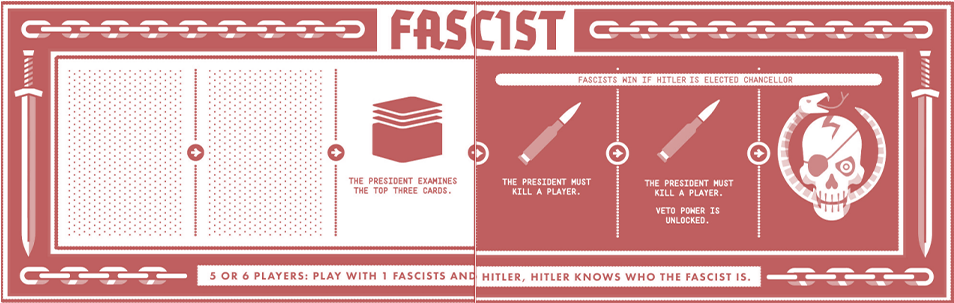 FASCIST
FASCISTS WIN IF HITLER IS ELECTED CHANCELLOR
THE PRESIDENT EXAMINES
THE TOP THREE CARDS.
THE PRESIDENT MUST
KILL A PLAYER.
THE PRESIDENT MUST
KILL A PLAYER.
VETO POWER IS
UNLOCKED.
5 OR 6 PLAYERS: PLAY WITH 1 FASCISTS AND HITLER, HITLER KNOWS WHO THE FASCIST IS.